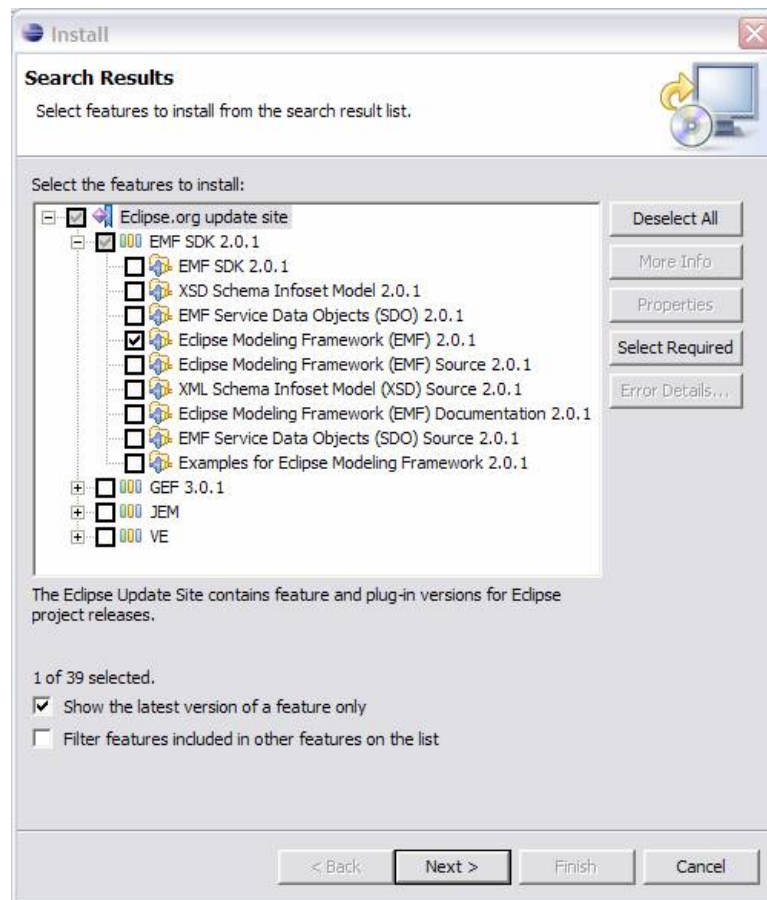 Install
Search Results
Select features to install from the search result list.
Select the features to install:
Eclipse.org update site
EMF SDK 2.0.1
EMF SDK 2.0.1
XSD Schema Infoset Model 2.0.1
EMF Service Data Objects (SDO) 2.0.1
Eclipse Modeling Framework (EMF) 2.0.1
Eclipse Modeling Framework (EMF) Source 2.0.1
XML Schema Infoset Model (XSD) Source 2.0.1
Eclipse Modeling Framework (EMF) Documentation 2.0.1
EMF Service Data Objects (SDO) Source 2.0.1
Examples for Eclipse Modeling Framework 2.0.1
GEF 3.0.1
JEM
VE
Deselect All
More Info
Properties
Select Required
Error Details...
The Eclipse Update Site contains feature and plug-in versions for Eclipse
project releases.
1 of 39 selected.
Show the latest version of a feature only
Filter features included in other features on the list
< Back
Next >
Finish
Cancel